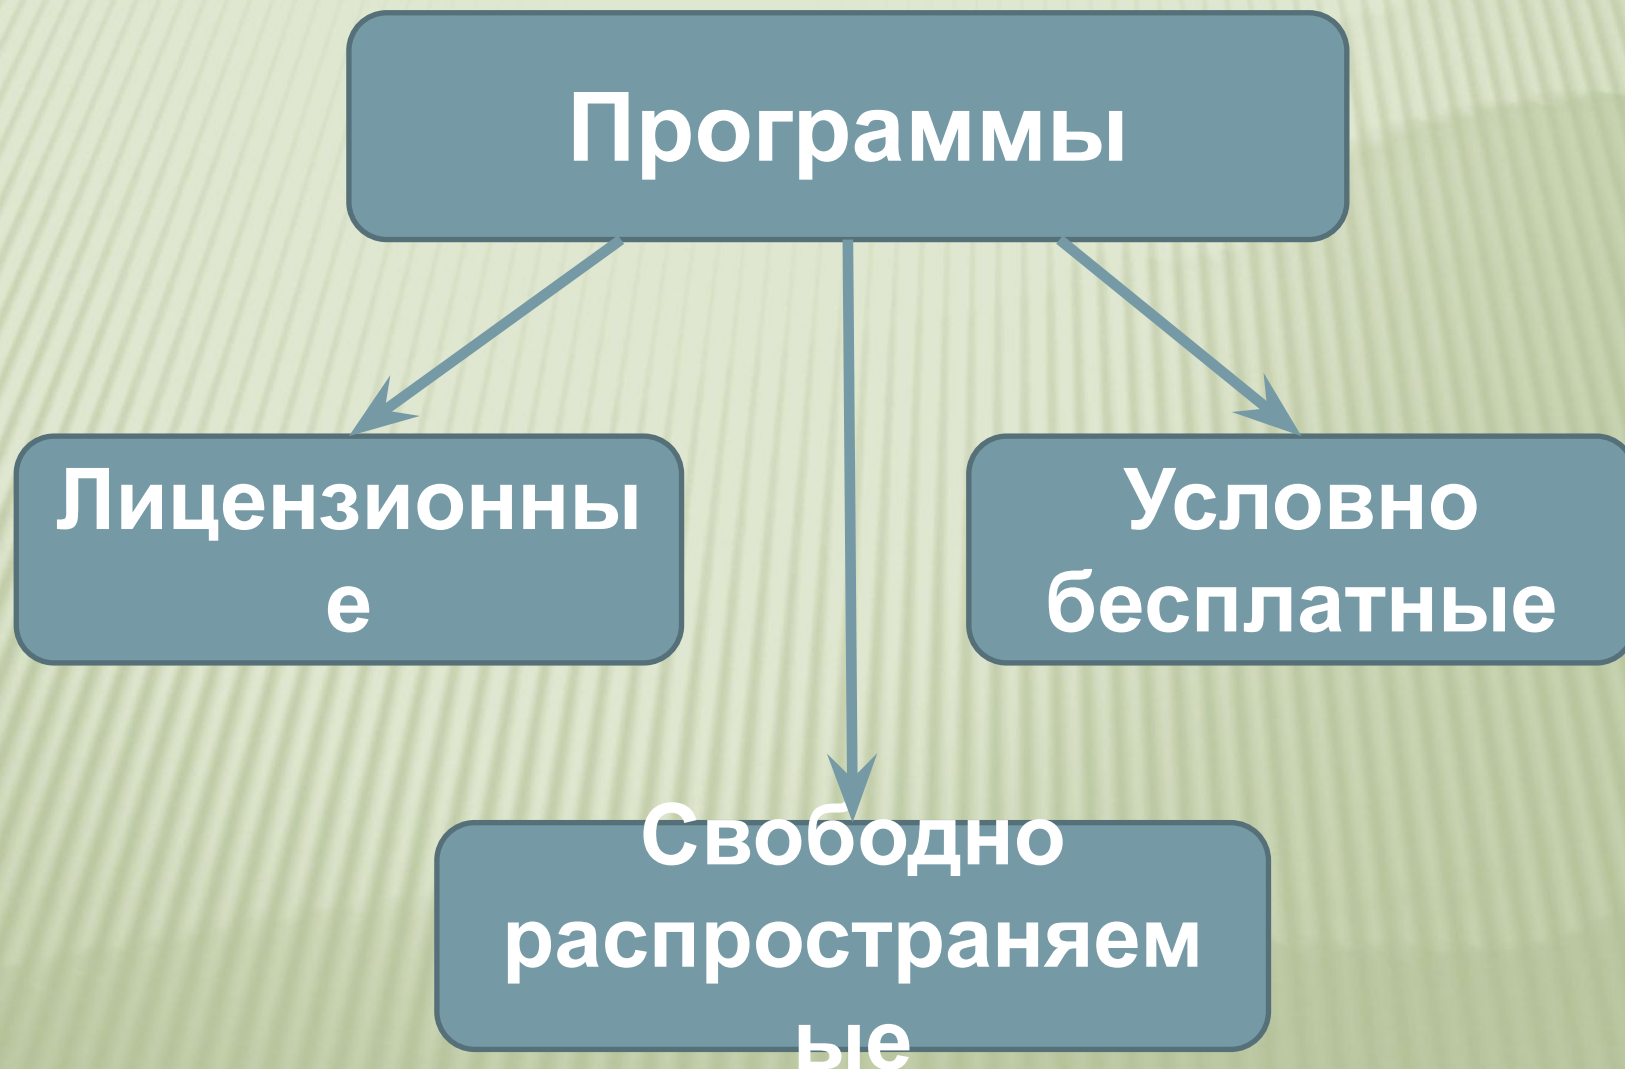 Программы
Лицензионны
е
Условно
бесплатные
Свободно
распространяем
ые